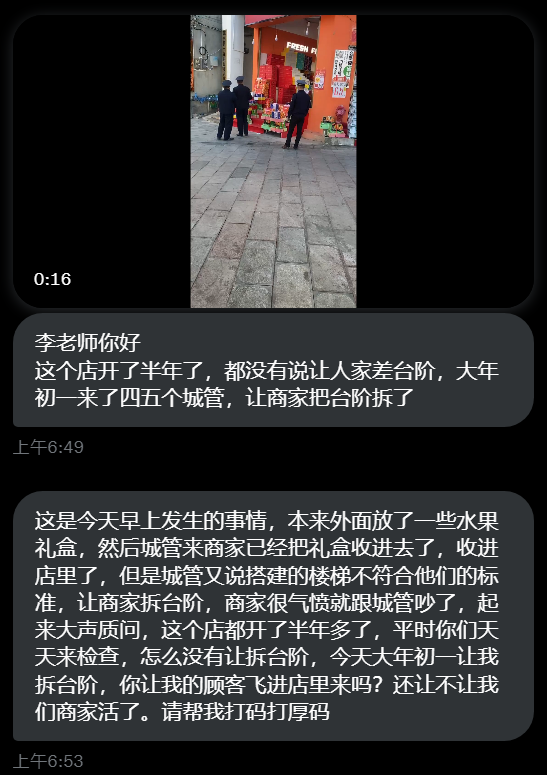 FRESH F
0:16
李老师你好
这个店开了半年了，都没有说让人家差台阶，大年
初一来了四五个城管，让商家把台阶拆了
上午6:49
这是今天早上发生的事情，本来外面放了一些水果
礼盒，然后城管来商家已经把礼盒收进去了，收进
店里了，但是城管又说搭建的楼梯不符合他们的标
准，让商家拆台阶，商家很气愤就跟城管吵了，起
来大声质问，这个店都开了半年多了，平时你们天
天来检查，怎么没有让拆台阶，今天大年初一让我
拆台阶，你让我的顾客飞进店里来吗？还让不让我
们商家活了。请帮我打码打厚码
上午6:53